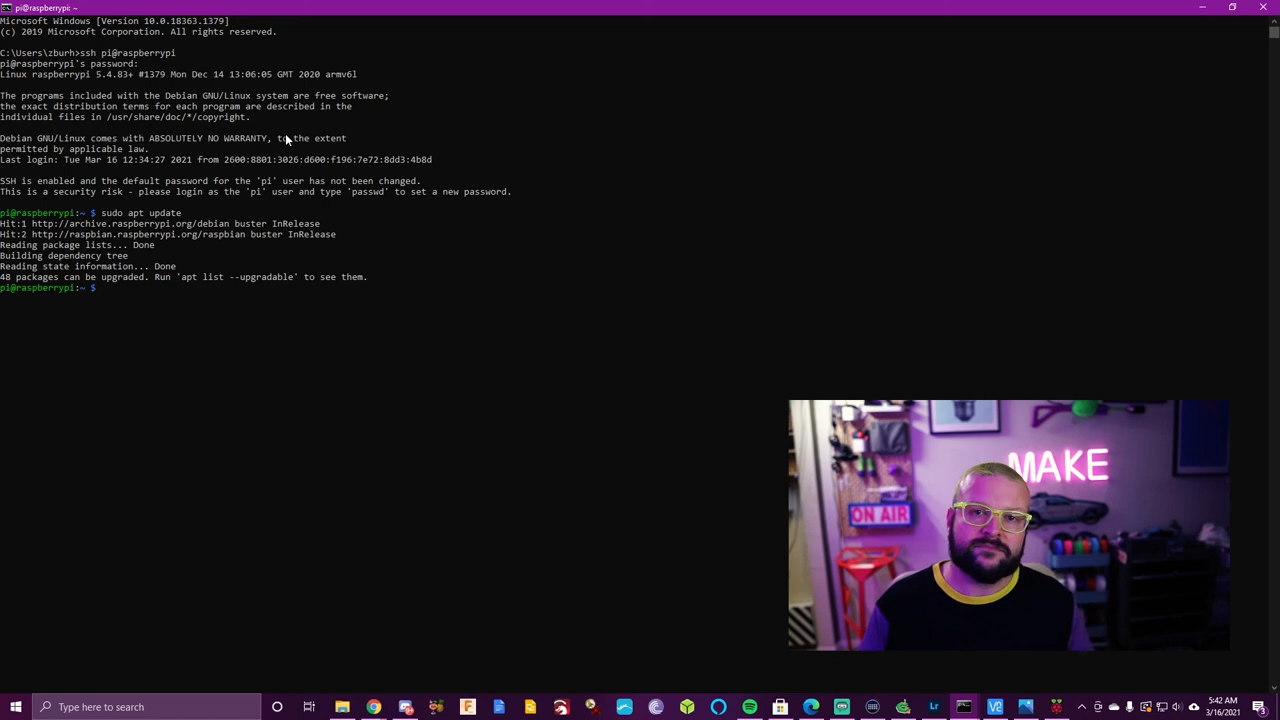 pi@raspberrypi: ~
Microsoft Windows [Version 10.0.18363.1379]
(c) 2019 Microsoft Corporation. All rights reserved.
C:\Users\zburh>ssh pi@raspberrypi
pi@raspberrypi's password:
Linux raspberrypi 5.4.83+ #1379 Mon Dec 14 13:06:05 GMT 2020 armv6l
The programs included with the Debian GNU/Linux system are free software;
the exact distribution terms for each program are described in the
individual files in /usr/share/doc/*/copyright.
Debian GNU/Linux comes with ABSOLUTELY NO WARRANTY, to the extent
permitted by applicable law.
Last login: Tue Mar 16 12:34:27 2021 from 2600:8801:3026:d600:f196:7e72:8dd3:4b8d
SSH is enabled and the default password for the 'pi' user has not been changed.
This is a security risk - please login as the 'pi' user and type 'passwd' to set a new password.
pi@raspberrypi:~ $ sudo apt update
Hit:1 http://archive.raspberrypi.org/debian buster InRelease
Hit:2 http://raspbian.raspberrypi.org/raspbian buster InRelease
Reading package lists... Done
Building dependency tree
Reading state information... Done
48 packages can be upgraded. Run 'apt list --upgradable' to see them.
pi@raspberrypi:~ $
MAKE
ON AIR
Type here to search
Lr
5:42 AM
3/16/2021